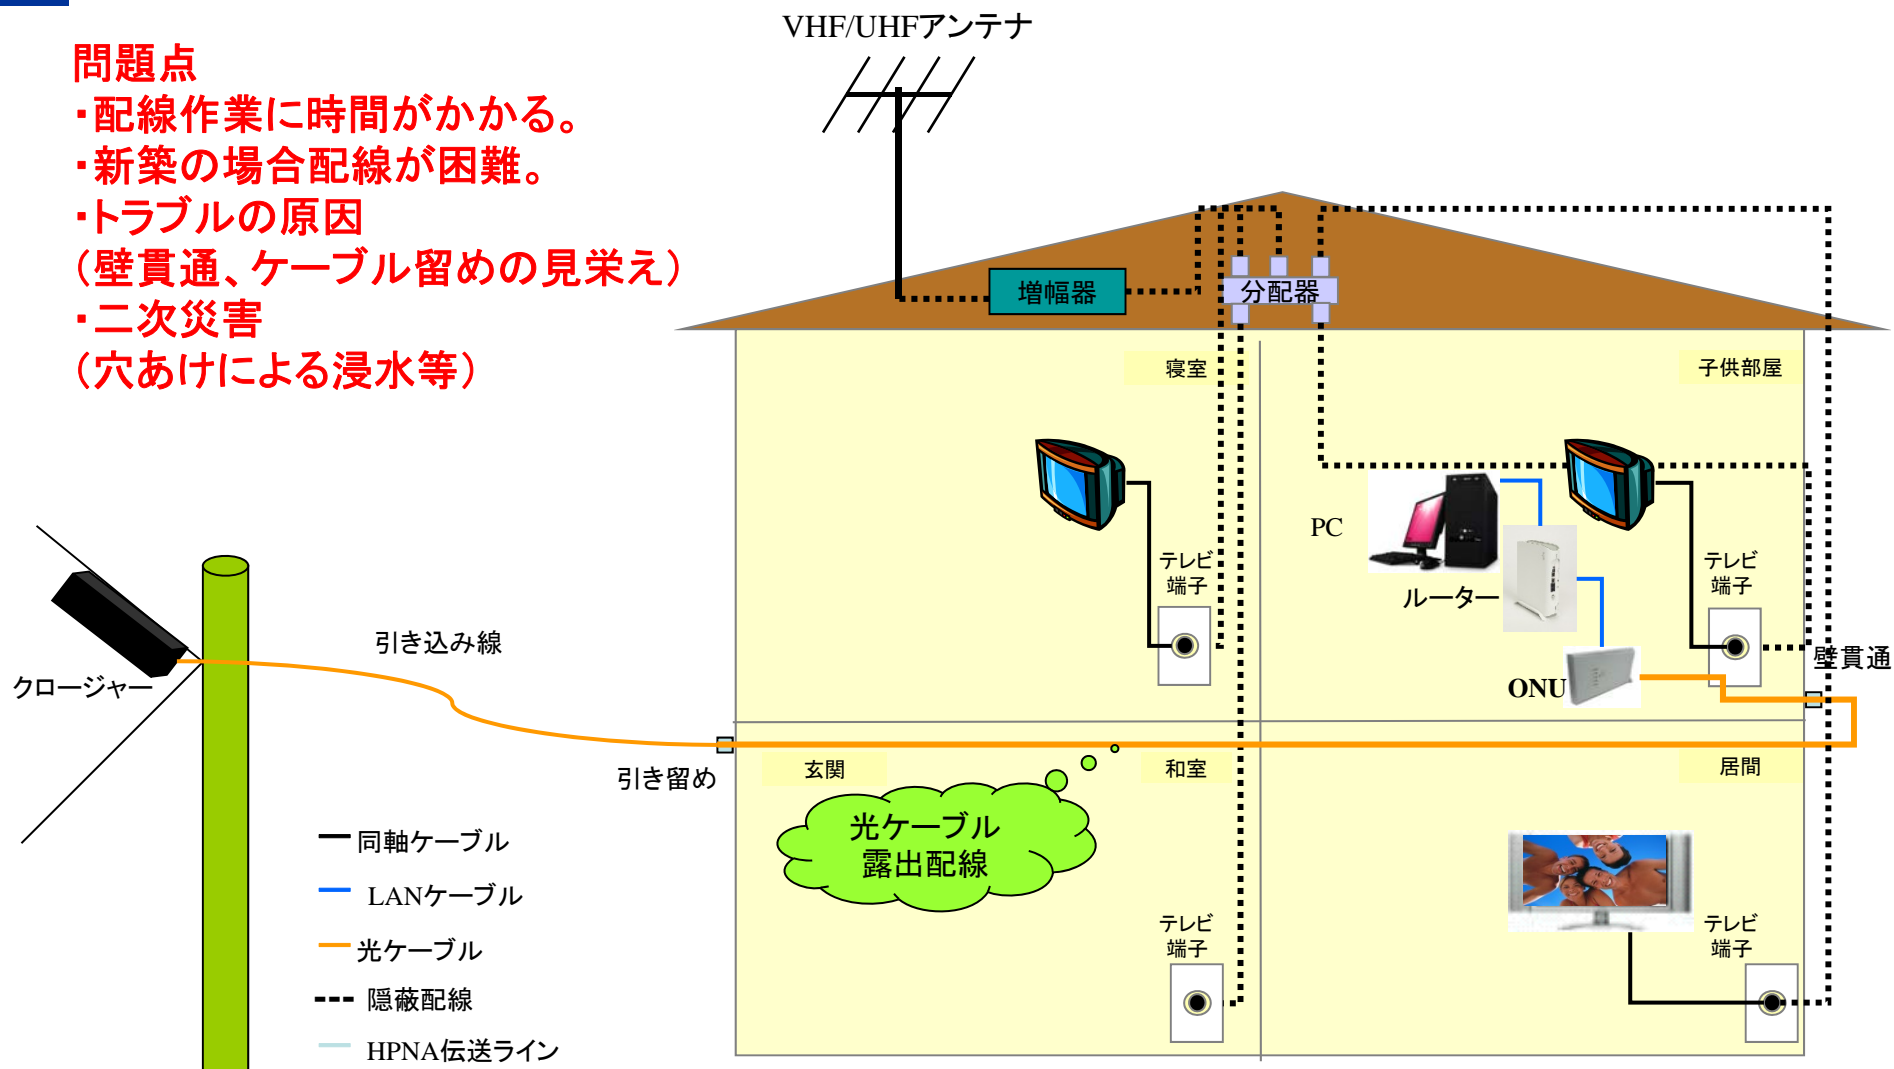 問題点
・配線作業に時間がかかる。
・新築の場合配線が困難。
・トラブルの原因
(壁貫通、ケーブル留めの見栄え)
・二次災害
(穴あけによる浸水等)
VHF/UHFアンテナ
増幅器
分配器
寝室
子供部屋
PC
テレビ
端子
テレビ
端子
ルーター
引き込み線
壁貫通
クロージャー
ONU
引き留め
玄関
和室
居間
光ケーブル
露出配線
同軸ケーブル
LANケーブル
光ケーブル
隠蔽配線
HPNA伝送ライン
テレビ
端子
テレビ
端子